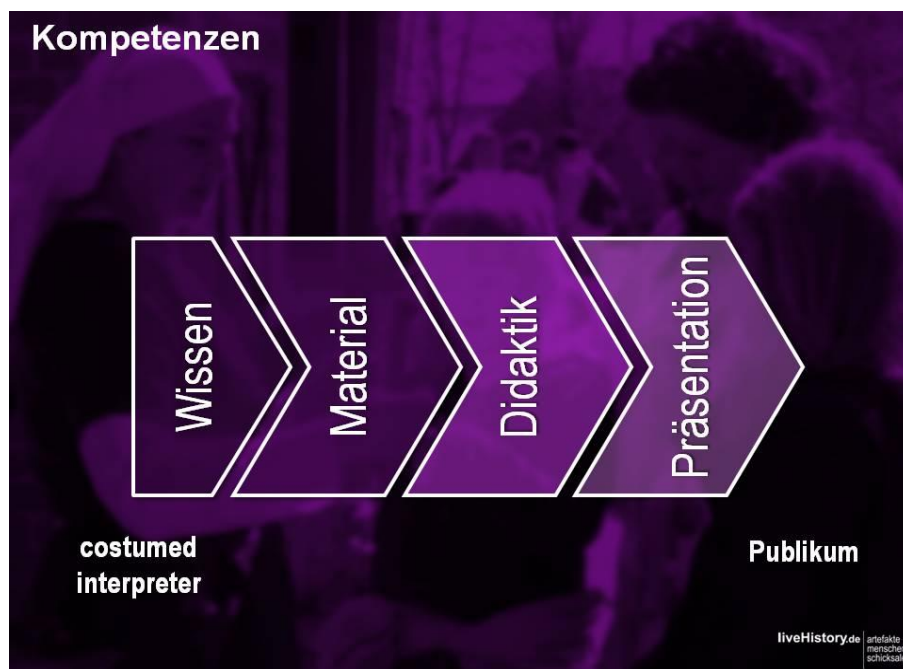 Kompetenzen
Wissen
Material
Didaktik
Präsentation
costumed
interpreter
Publikum
liveHistory.de
artefakte
menschen
schicksale